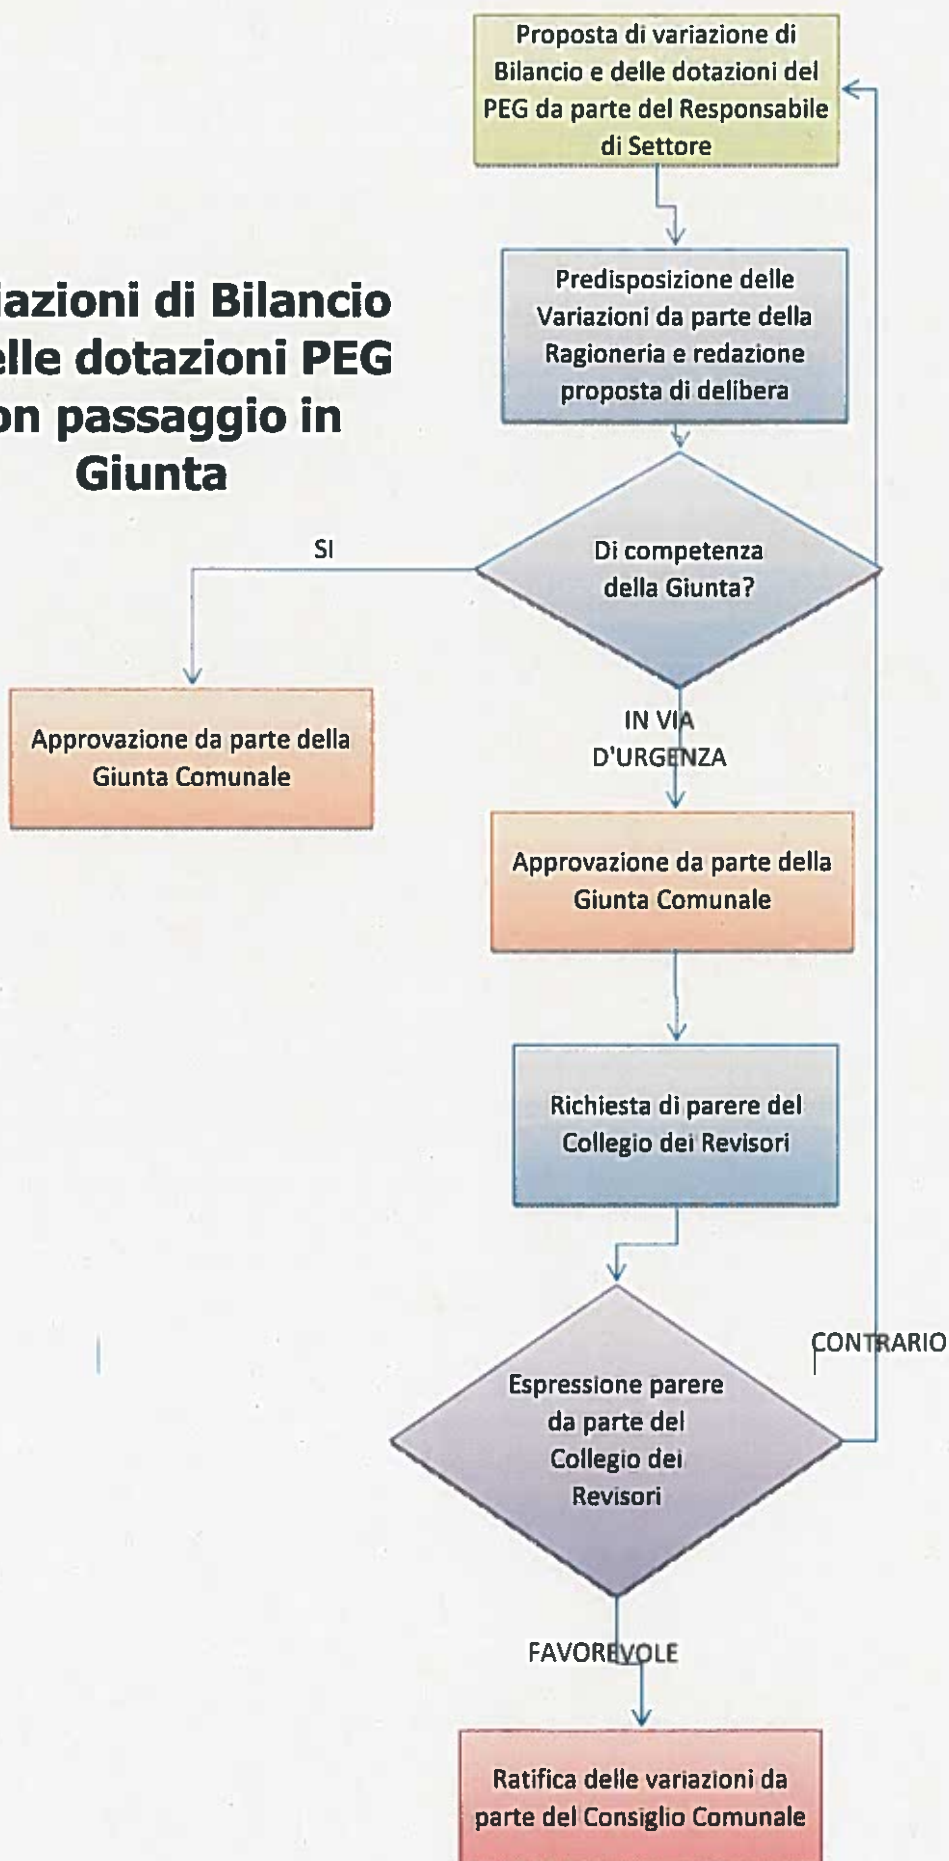 Proposta di variazione di
Bilancio e delle dotazioni del
PEG da parte del Responsabile
di Settore
iazioni di Bilancio
elle dotazioni PEG
on passaggio in
Giunta
Predisposizione delle
Variazioni da parte della
Ragioneria e redazione
proposta di delibera
Di competenza
della Giunta?
SI
Approvazione da parte della
Giunta Comunale
IN VIA
D'URGENZA
Approvazione da parte della
Giunta Comunale
Richiesta di parere del
Collegio dei Revisori
CONTRARIO
Espressione parere
da parte del
Collegio dei
Revisori
FAVOREVOLE
Ratifica delle variazioni da
parte del Consiglio Comunale